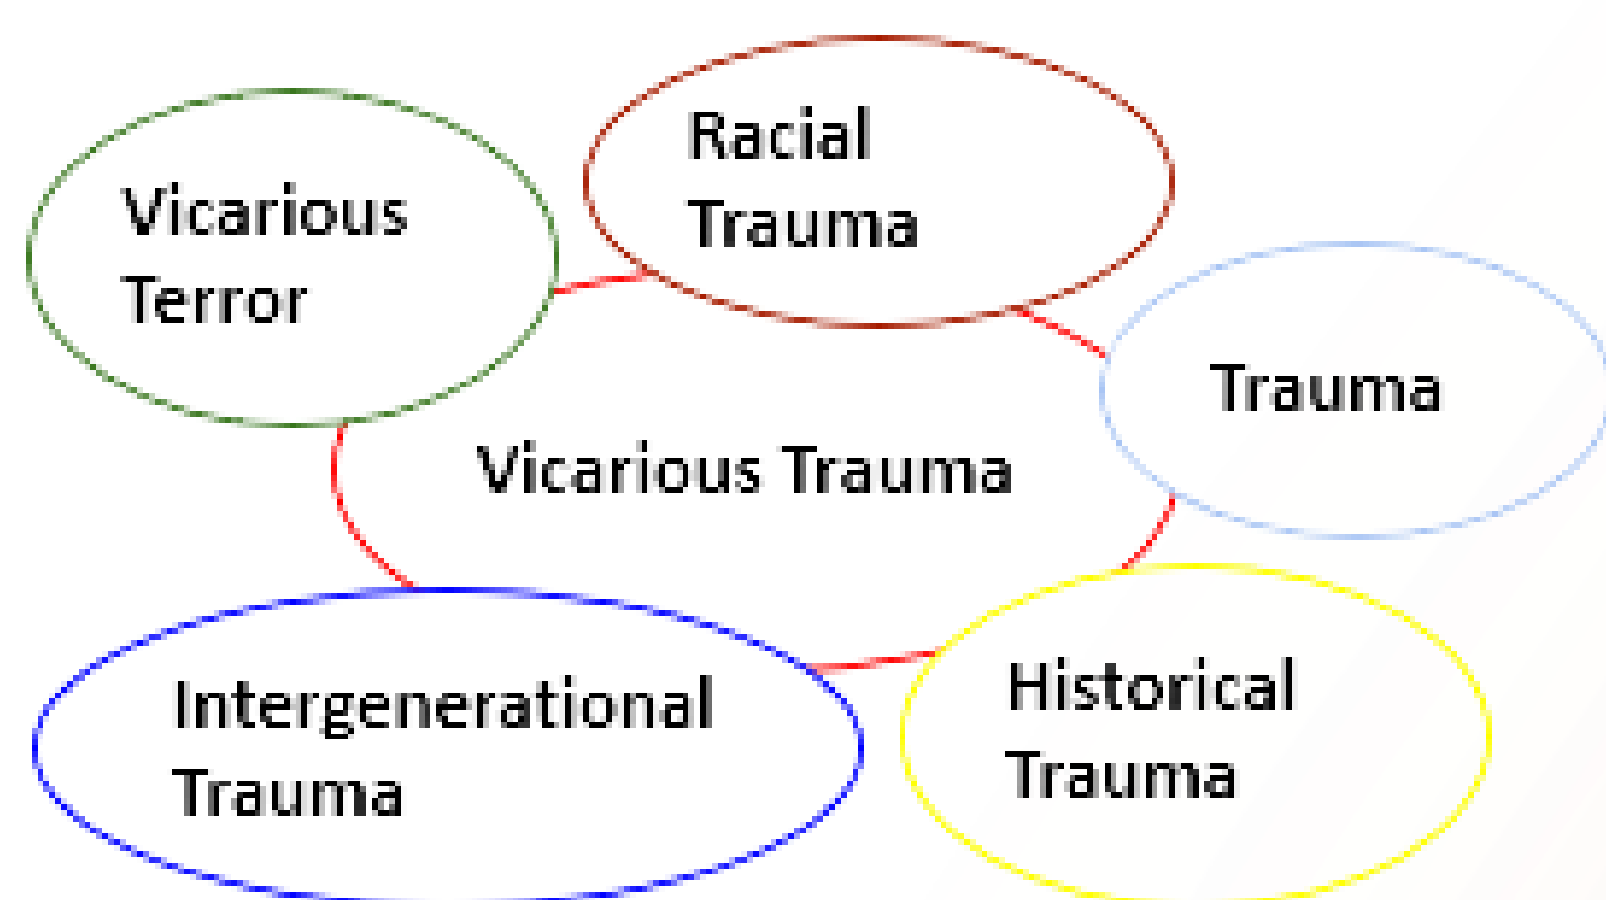 Vicarious
Terror
Racial
Trauma
Trauma
Vicarious Trauma
Intergenerational
Trauma
Historical
Trauma